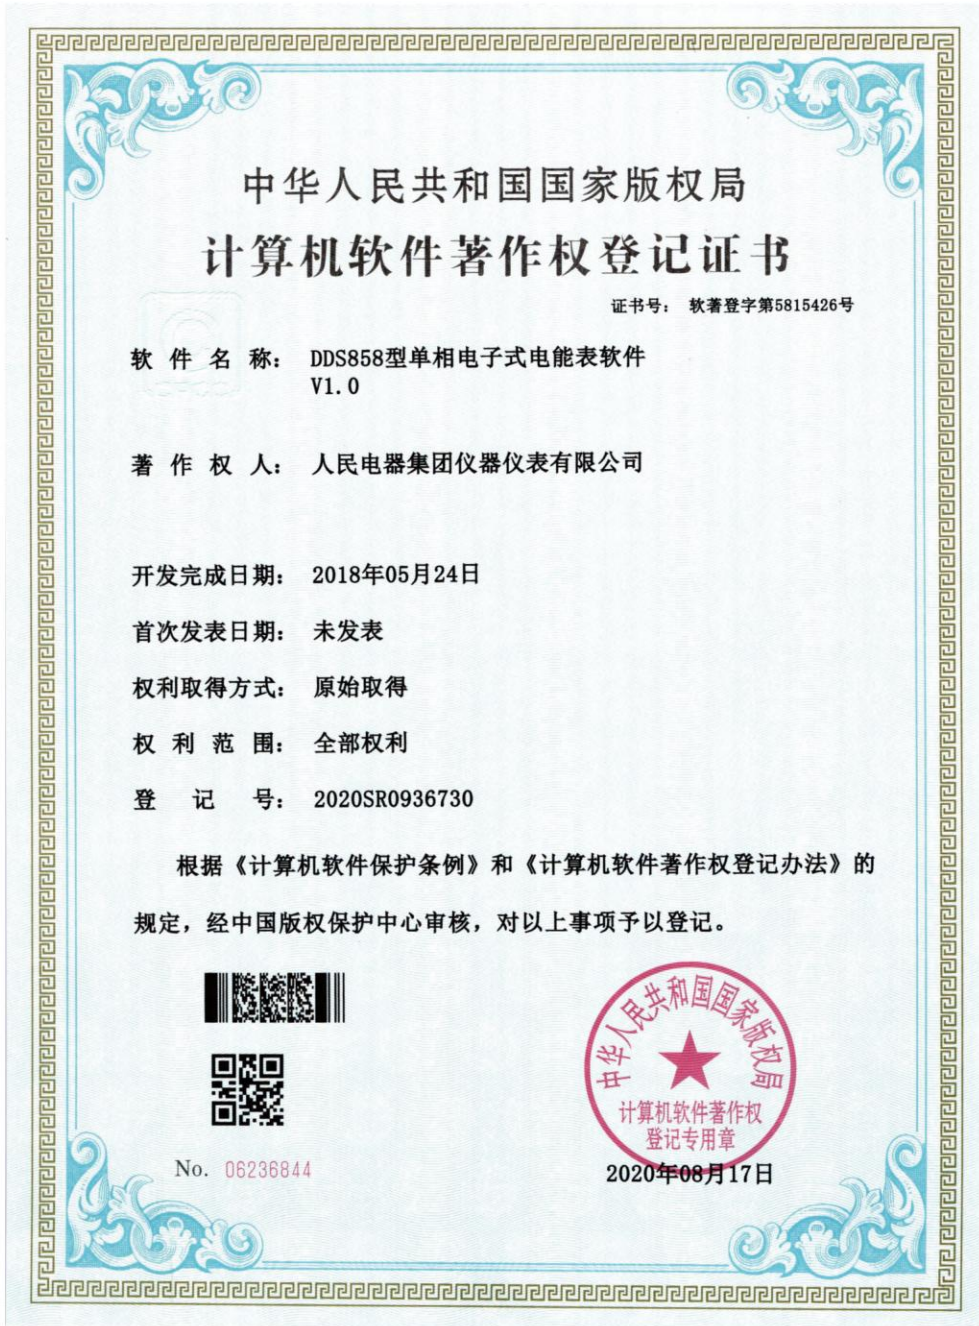 中华人民共和国国家版权局
计算机软件著作权登记证书
证书号： 软著登字第5815426号
软件名称： DDS858型单相电子式电能表软件
V1.0
著作权人： 人民电器集团仪器仪表有限公司
开发完成日期： 2018年05月24日
首次发表日期： 未发表
权利取得方式： 原始取得
权利范围： 全部权利
登记号： 2020SR0936730
根据《计算机软件保护条例》和《计算机软件著作权登记办法》的
规定，经中国版权保护中心审核，对以上事项予以登记。
中华人民共和国国家版权局
计算机软件著作权
登记专用章
No. 06236844
2020年08月17日